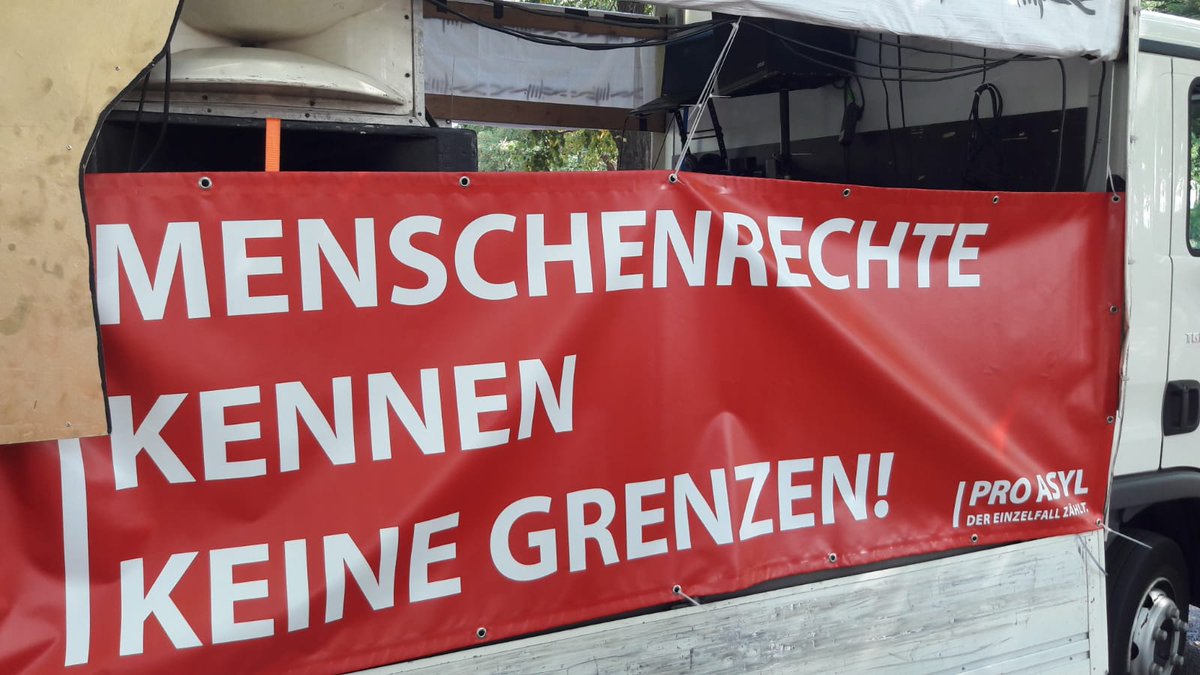 MENSCHENRECHTE
KENNEN
KEINE GRENZEN!
PRO ASYL
DER EINZELFALL ZÄHLT.